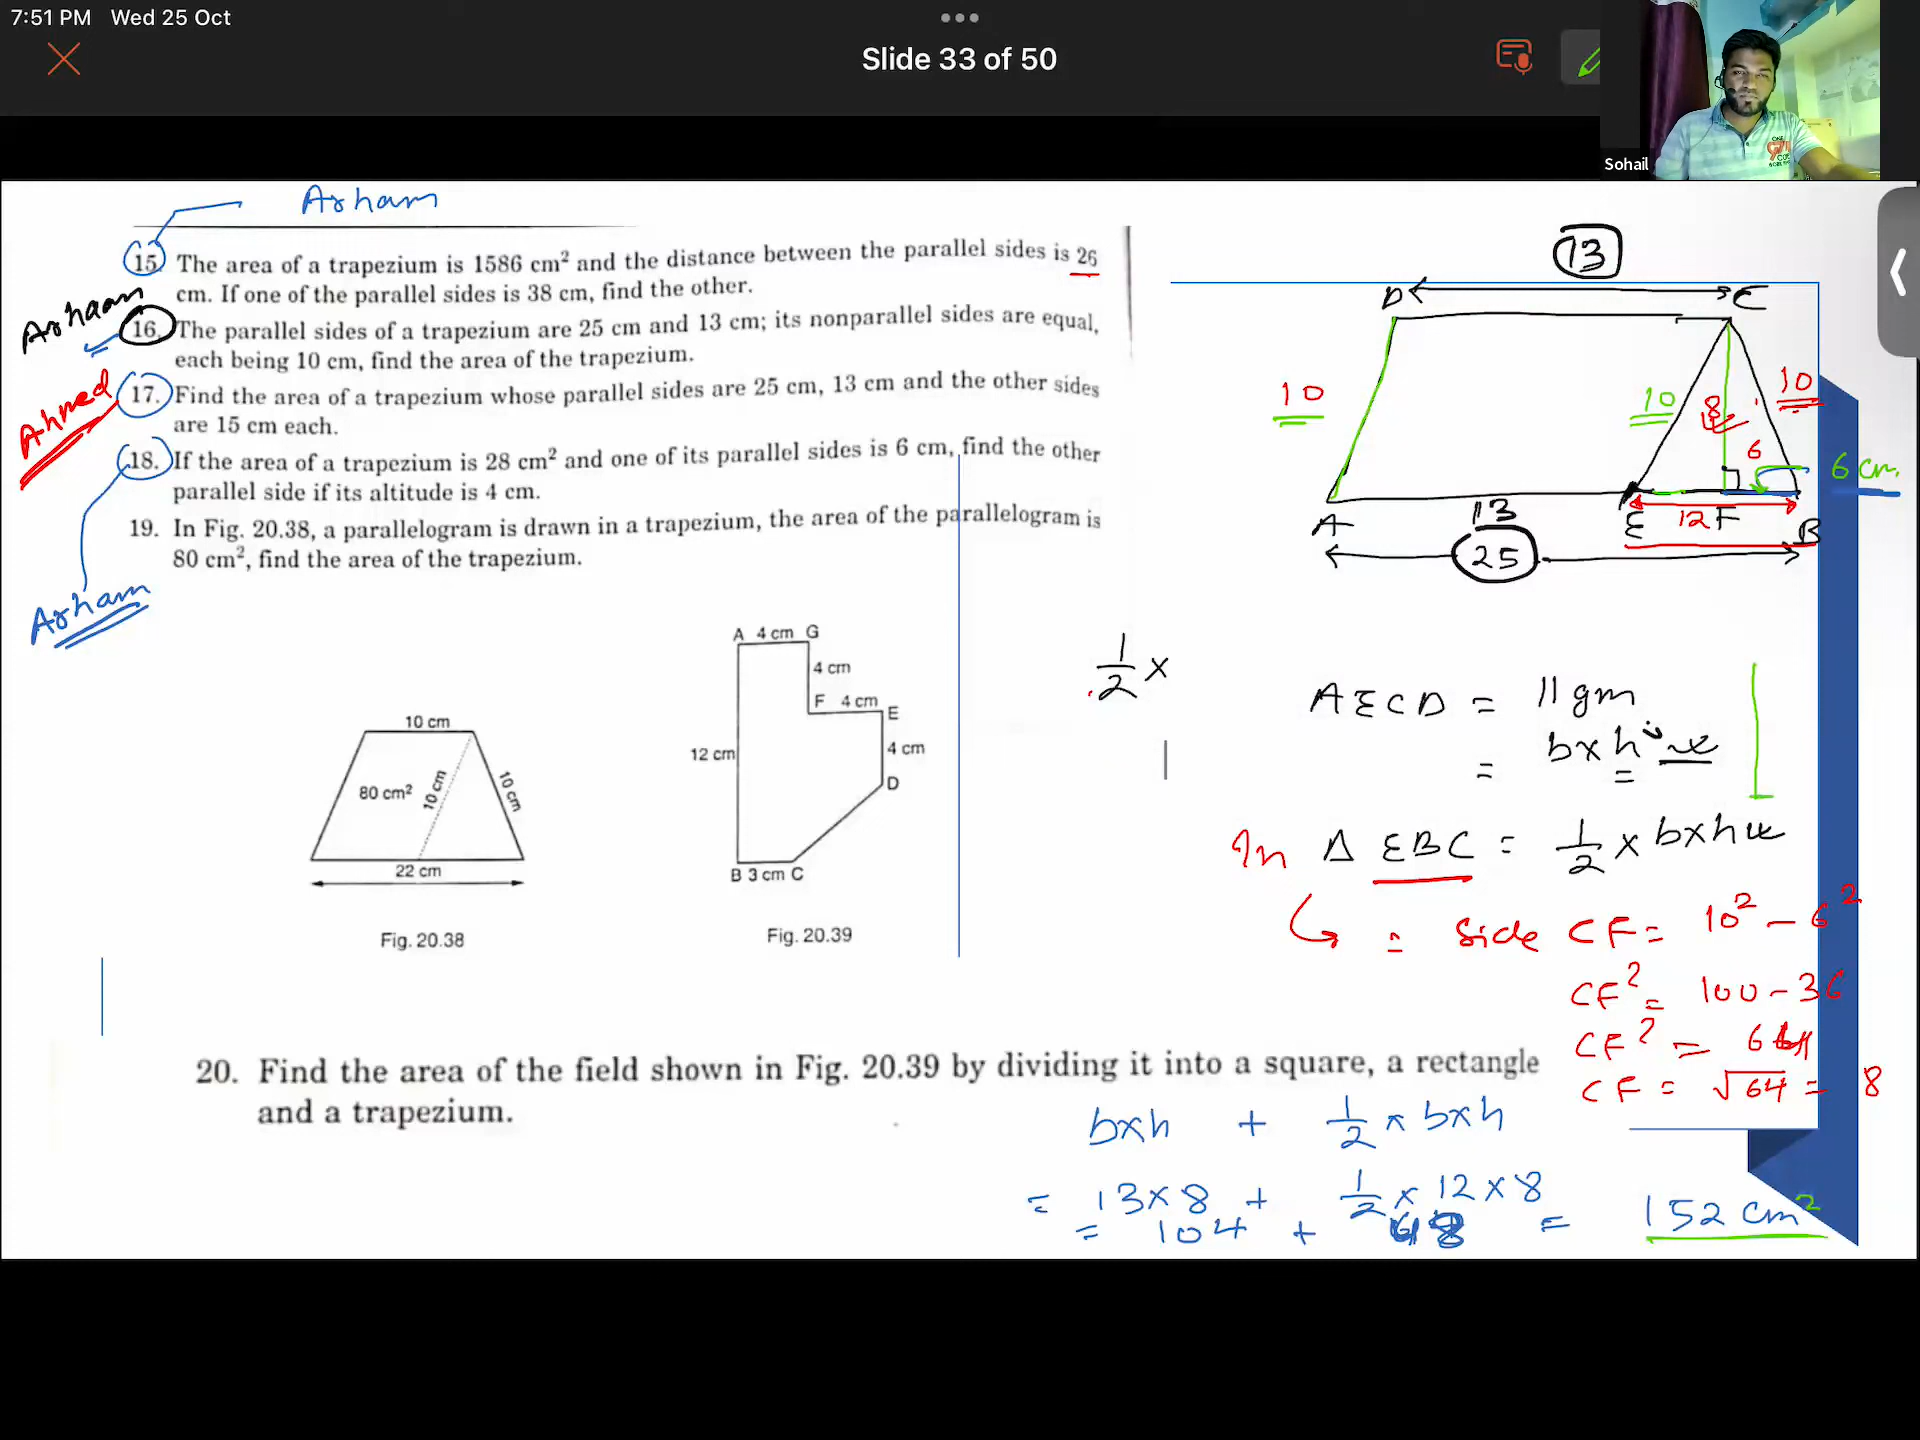 7:51 PM Wed 25 Oct
Slide 33 of 50
Sohail
Arham
15. The area of a trapezium is 1586 cm² and the distance between the parallel sides is 26
cm. If one of the parallel sides is 38 cm, find the other.
Arhaam
16. The parallel sides of a trapezium are 25 cm and 13 cm; its nonparallel sides are equal,
each being 10 cm, find the area of the trapezium.
Ahmed
17. Find the area of a trapezium whose parallel sides are 25 cm, 13 cm and the other sides
are 15 cm each.
18. If the area of a trapezium is 28 cm² and one of its parallel sides is 6 cm, find the other
parallel side if its altitude is 4 cm.
19. In Fig. 20.38, a parallelogram is drawn in a trapezium, the area of the parallelogram is
80 cm², find the area of the trapezium.
Arham
10 cm
80 cm² 10 cm 10 cm
22 cm
Fig. 20.38
A 4 cm G
4 cm
F 4 cm E
12 cm 4 cm
D
B 3 cm C
Fig. 20.39
13
D C
10 10 8 10
6 6 cm.
A 13 E 12 F B
25
1/2 ×
AECD = 11gm
= b×h
In Δ EBC = 1/2 × b×h
= Side CF = 10² - 6²
CF² = 100 - 36
CF² = 64
CF = √64 = 8
20. Find the area of the field shown in Fig. 20.39 by dividing it into a square, a rectangle
and a trapezium.
b×h + 1/2 × b×h
= 13×8 + 1/2 × 12 × 8
= 104 + 48 = 152 cm²